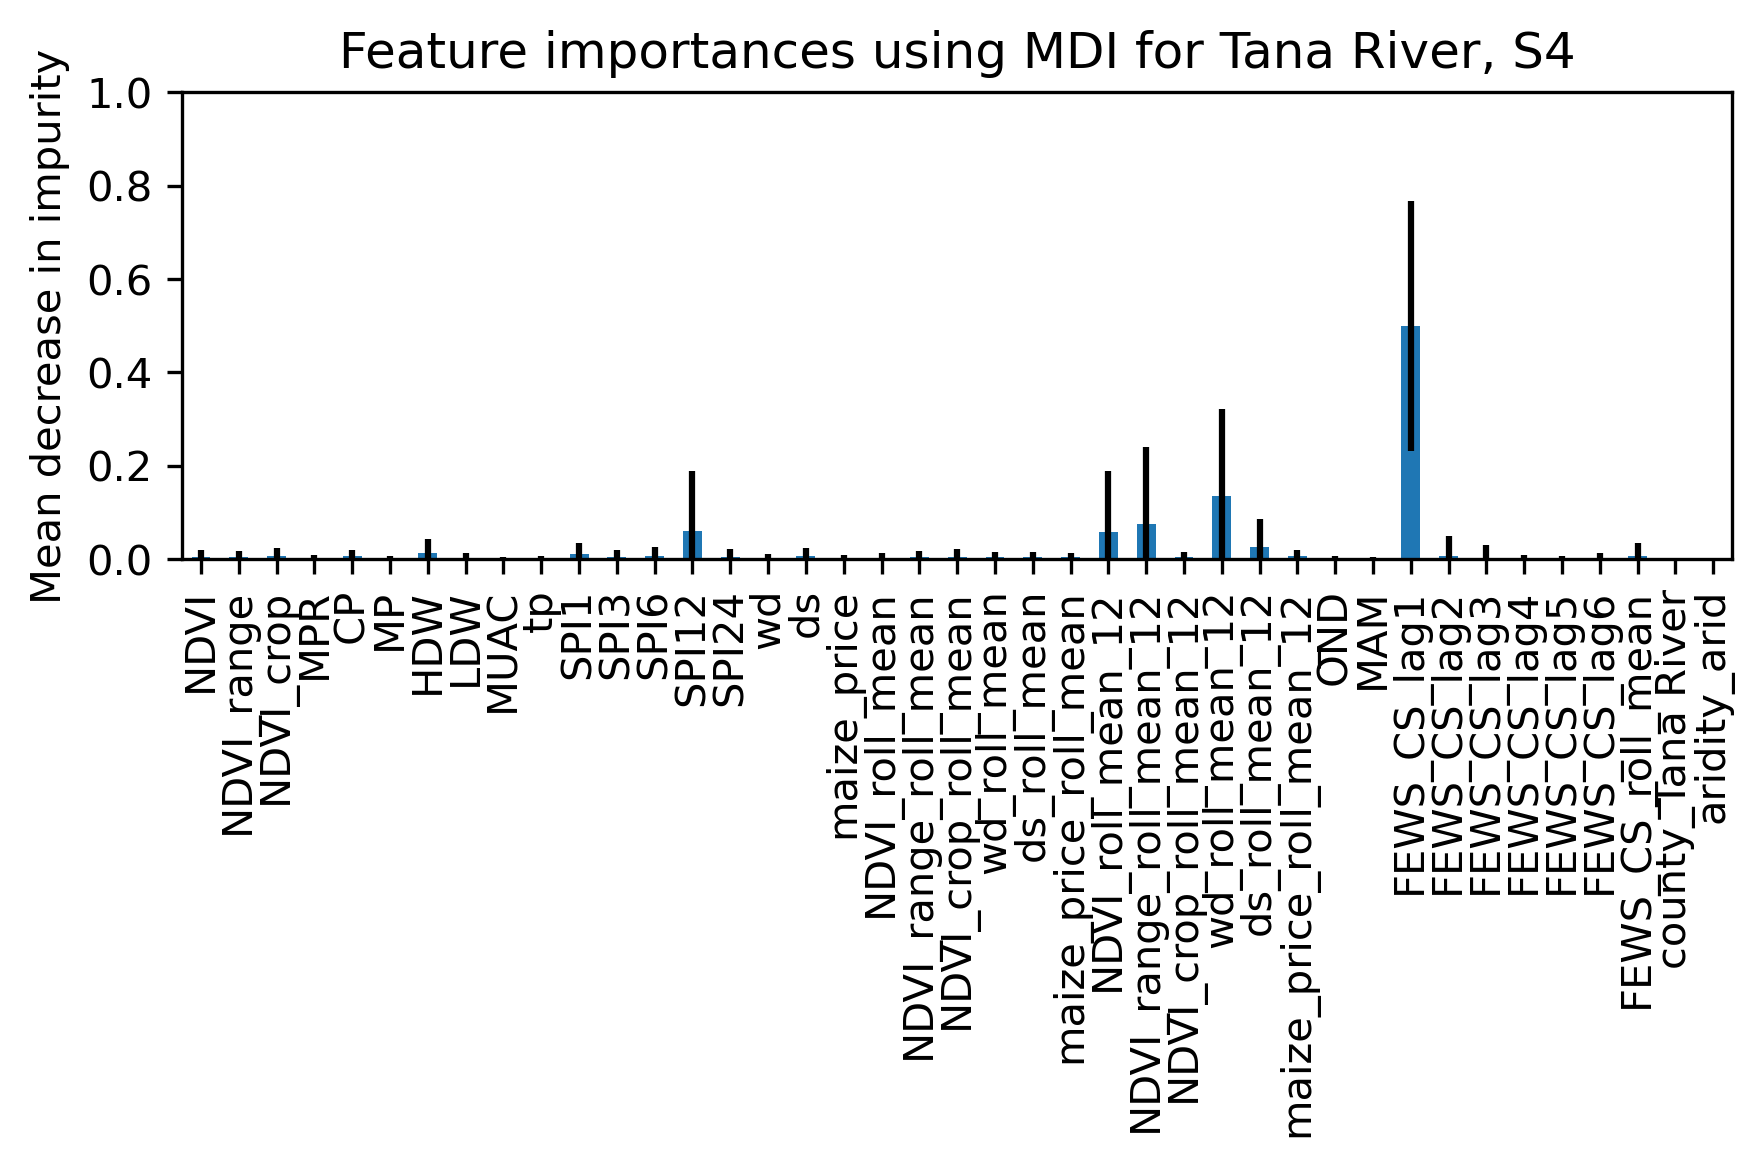 Feature importances using MDI for Tana River, S4
Mean decrease in impurity
1.0
0.8
0.6
0.4
0.2
0.0
NDVI
NDVI_range
NDVI_crop
MPR
CP
MP
HDW
LDW
MUAC
tp
SPI1
SPI3
SPI6
SPI12
SPI24
wd
ds
maize_price
NDVI_roll_mean
NDVI_range_roll_mean
NDVI_crop_roll_mean
wd_roll_mean
ds_roll_mean
maize_price_roll_mean
NDVI_roll_mean_12
NDVI_range_roll_mean_12
NDVI_crop_roll_mean_12
wd_roll_mean_12
ds_roll_mean_12
maize_price_roll_mean_12
OND
MAM
FEWS_CS_lag1
FEWS_CS_lag2
FEWS_CS_lag3
FEWS_CS_lag4
FEWS_CS_lag5
FEWS_CS_lag6
FEWS_CS_roll_mean
county_Tana River
aridity_arid